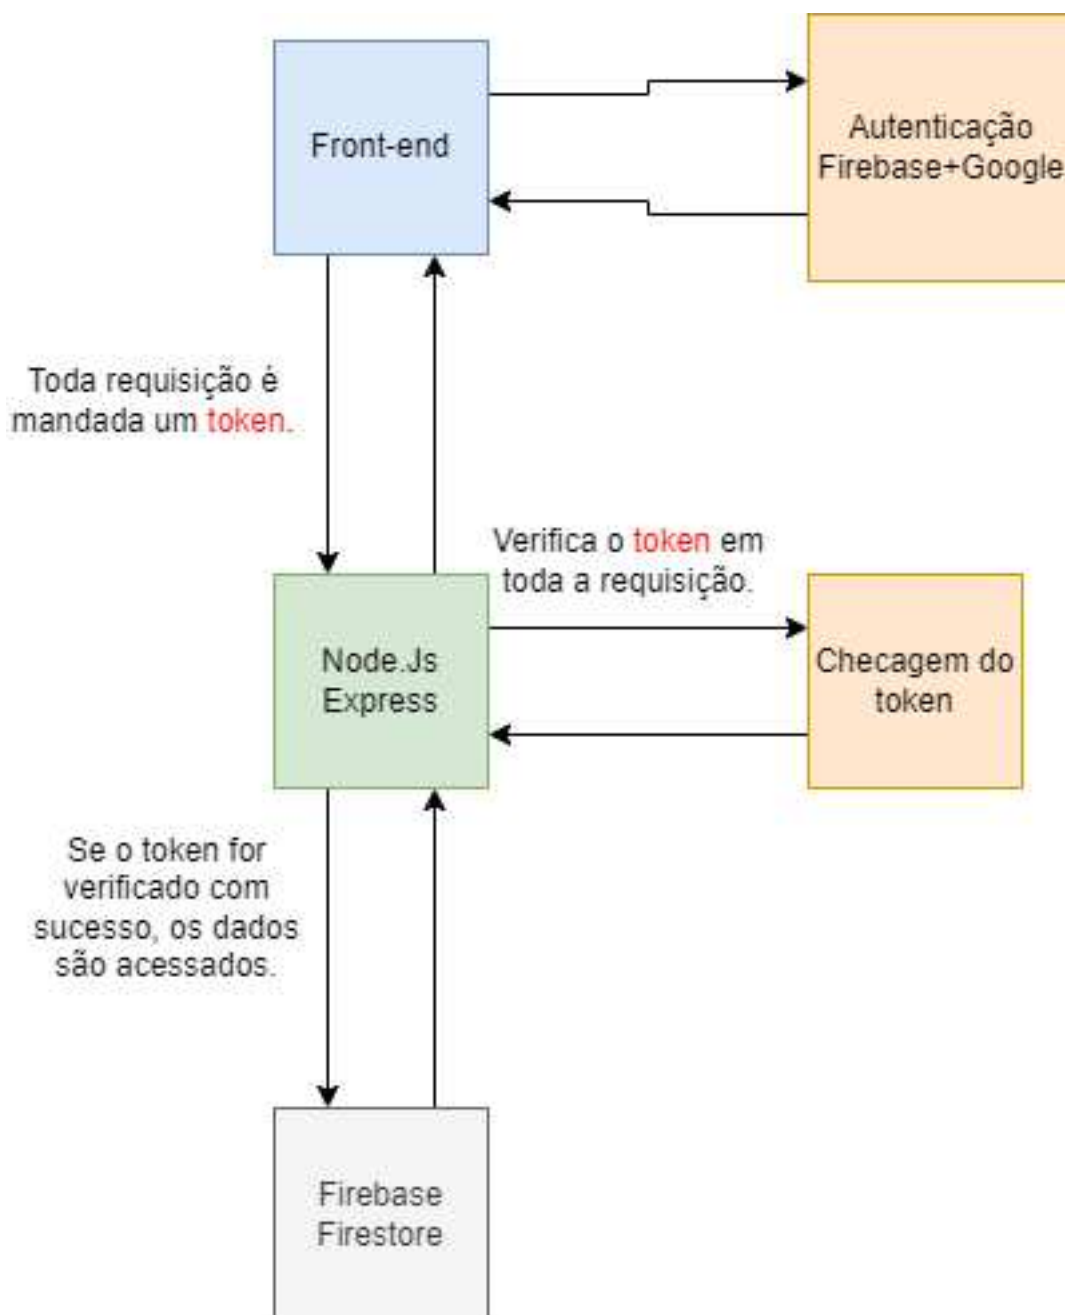 Front-end
Autenticação
Firebase+Google
Toda requisição é
mandada um token.
Verifica o token em
toda a requisição.
Node.Js
Express
Checagem do
token
Se o token for
verificado com
sucesso, os dados
são acessados.
Firebase
Firestore